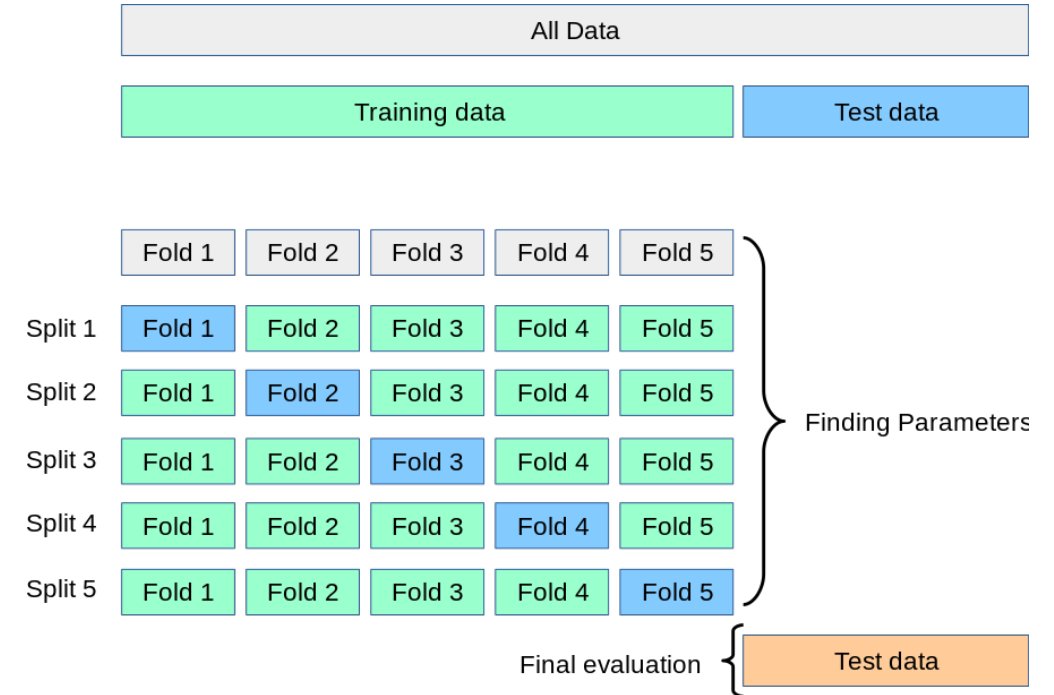 All Data
Training data Test data
Fold 1 Fold 2 Fold 3 Fold 4 Fold 5
Split 1 Fold 1 Fold 2 Fold 3 Fold 4 Fold 5
Split 2 Fold 1 Fold 2 Fold 3 Fold 4 Fold 5
Finding Parameters
Split 3 Fold 1 Fold 2 Fold 3 Fold 4 Fold 5
Split 4 Fold 1 Fold 2 Fold 3 Fold 4 Fold 5
Split 5 Fold 1 Fold 2 Fold 3 Fold 4 Fold 5
Final evaluation Test data